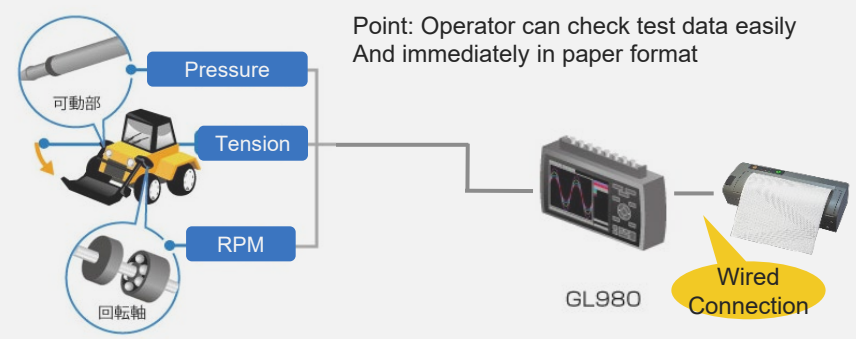 Point: Operator can check test data easily
And immediately in paper format
Pressure
可動部
Tension
RPM
回転軸
GL980
Wired
Connection